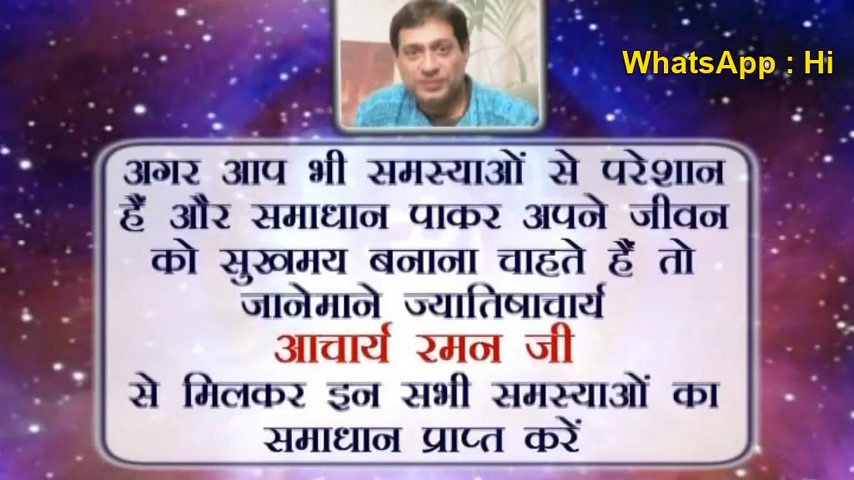 WhatsApp : Hi
अगर आप भी समस्याओं से परेशान
हैं और समाधान पाकर अपने जीवन
को सुखमय बनाना चाहते हैं तो
जानेमाने ज्यातिषाचार्य
आचार्य रमन जी
से मिलकर इन सभी समस्याओं का
समाधान प्राप्त करें